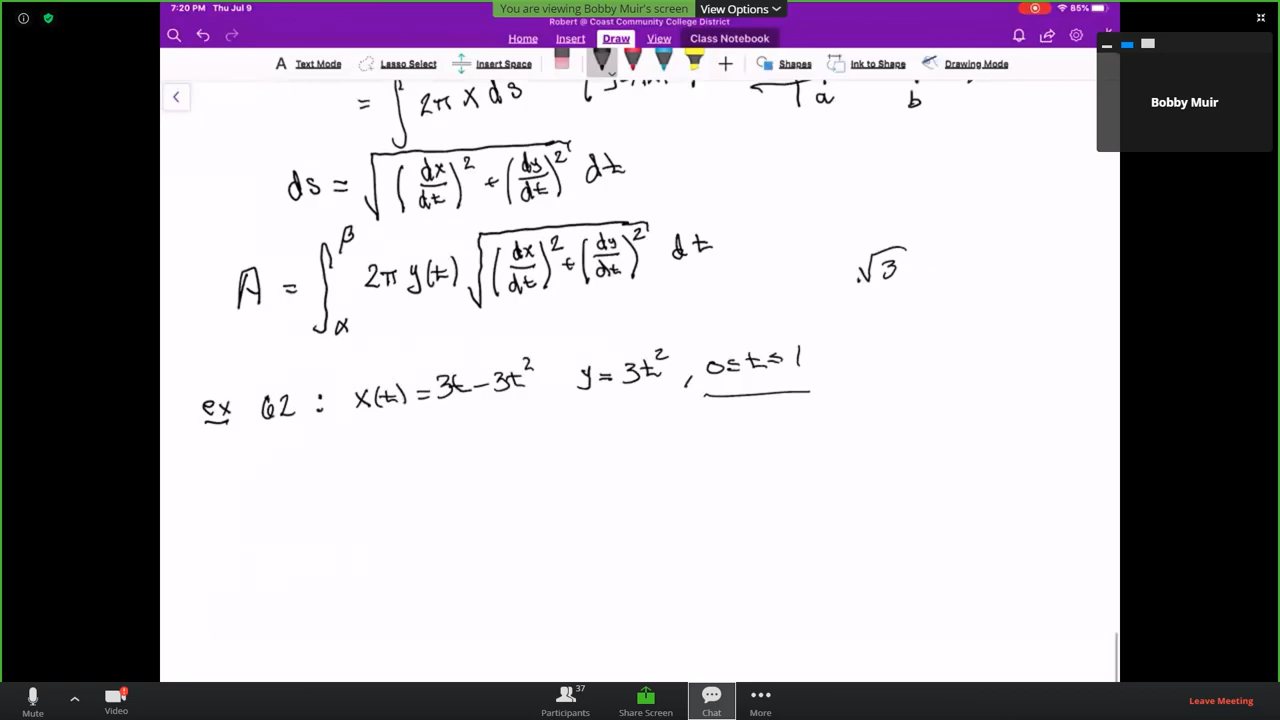 You are viewing Bobby Muir's screen View Options
7:20 PM Thu Jul 9
85%
Robert @ Coast Community College District
Home Insert Draw View Class Notebook
A Text Mode Lasso Select Insert Space Shapes Ink to Shape Drawing Mode
Bobby Muir
= ∫ 2π x ds
a b
ds = √((dx/dt)² + (dy/dt)²) dt
A = ∫_α^β 2π y(t) √((dx/dt)² + (dy/dt)²) dt
√3
ex 62 : x(t) = 3t - 3t² y = 3t² , 0 ≤ t ≤ 1
Mute Video Participants 37 Share Screen Chat More Leave Meeting